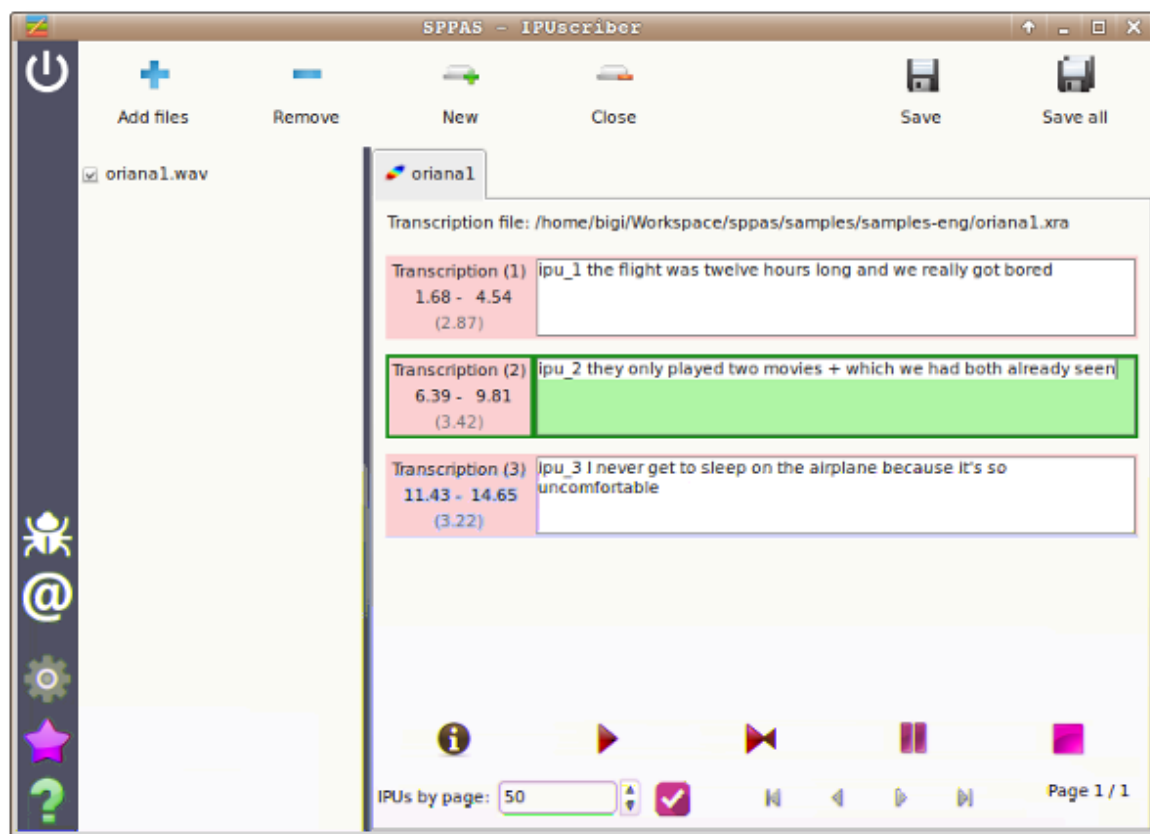 SPPAS - IPUscriber
Add files Remove New Close Save Save all
oriana1.wav
oriana1
Transcription file: /home/bigi/Workspace/sppas/samples/samples-eng/oriana1.xra
Transcription (1)
1.68 - 4.54
(2.87)
ipu_1 the flight was twelve hours long and we really got bored
Transcription (2)
6.39 - 9.81
(3.42)
ipu_2 they only played two movies + which we had both already seen
Transcription (3)
11.43 - 14.65
(3.22)
ipu_3 I never get to sleep on the airplane because it's so
uncomfortable
IPUs by page: 50
Page 1 / 1